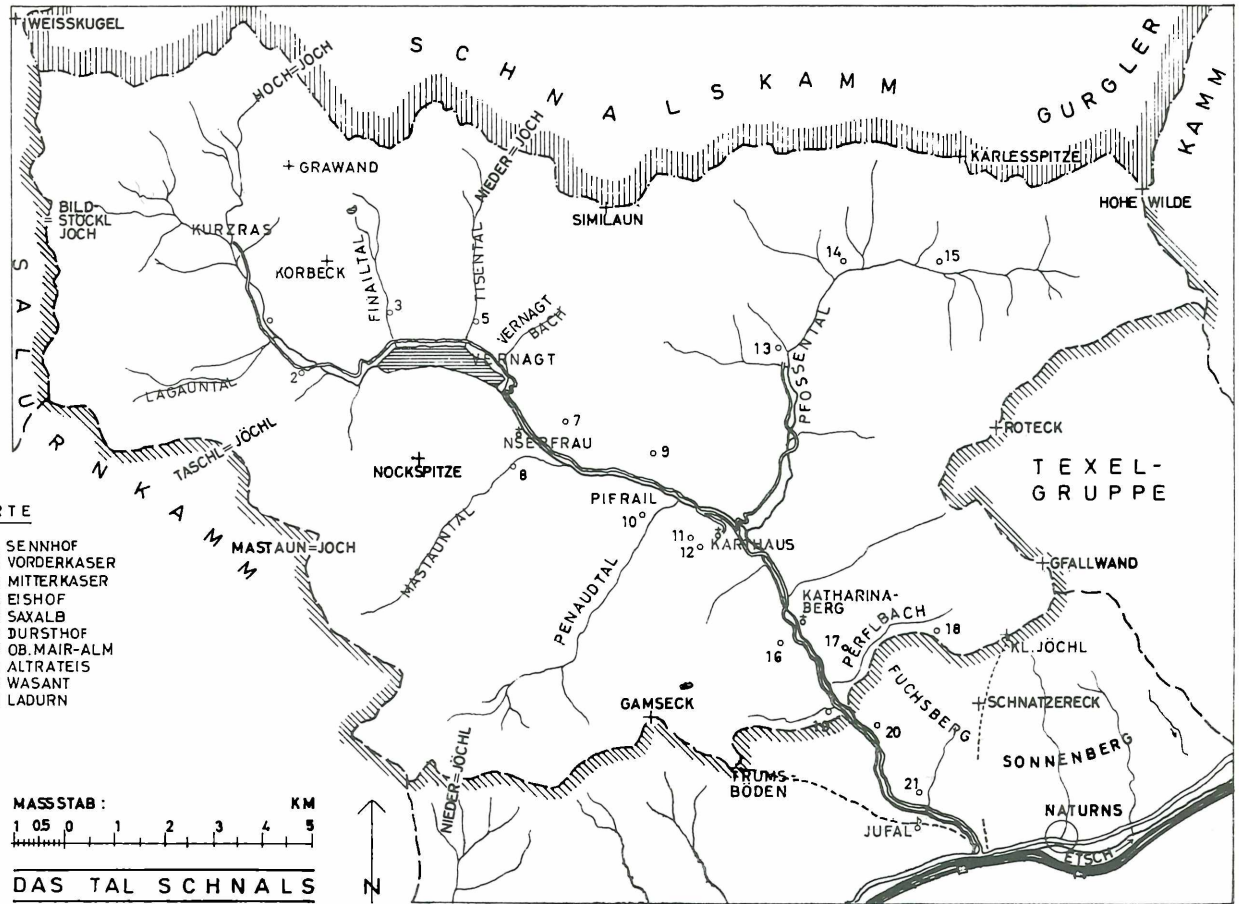 WEISSKUGEL
SCHNALSKAMM
GURGLER
KAMM
HOCH=JOCH
GRAWAND
NIEDER=JOCH
KARLESSPITZE
HOHE WILDE
BILD-
STÖCKL
JOCH
KURZRAS
SIMILAUN
KORBECK
FINAILTAL
TISENTAL
14
15
3
5
VERNAGT
BACH
VERNAGT
13
PFOSSENTAL
2
LAGAUNTAL
SALURNKAMM
TASCHL=JÖCHL
7
NSERFRAU
8
9
NOCKSPITZE
ROTECK
TEXEL-
GRUPPE
PIFRAIL
10
11
12
KARTHAUS
MASTAUN=JOCH
MASTAUNTAL
PENAUDTAL
GFALLWAND
KATHARINA-
BERG
PERFLBACH
16
17
18
KL.JÖCHL
RTE
SENNHOF
VORDERKASER
MITTERKASER
EISHOF
SAXALB
DURSTHOF
OB.MAIR-ALM
ALTRATEIS
WASANT
LADURN
GAMSECK
FUCHSBERG
SCHNATZERECK
19
20
SONNENBERG
NIEDER=JÖCHL
TRUMS-
BÖDEN
21
NATURNS
JUFAL
ETSCH
MASSSTAB: KM
1 0.5 0 1 2 3 4 5
DAS TAL SCHNALS
N